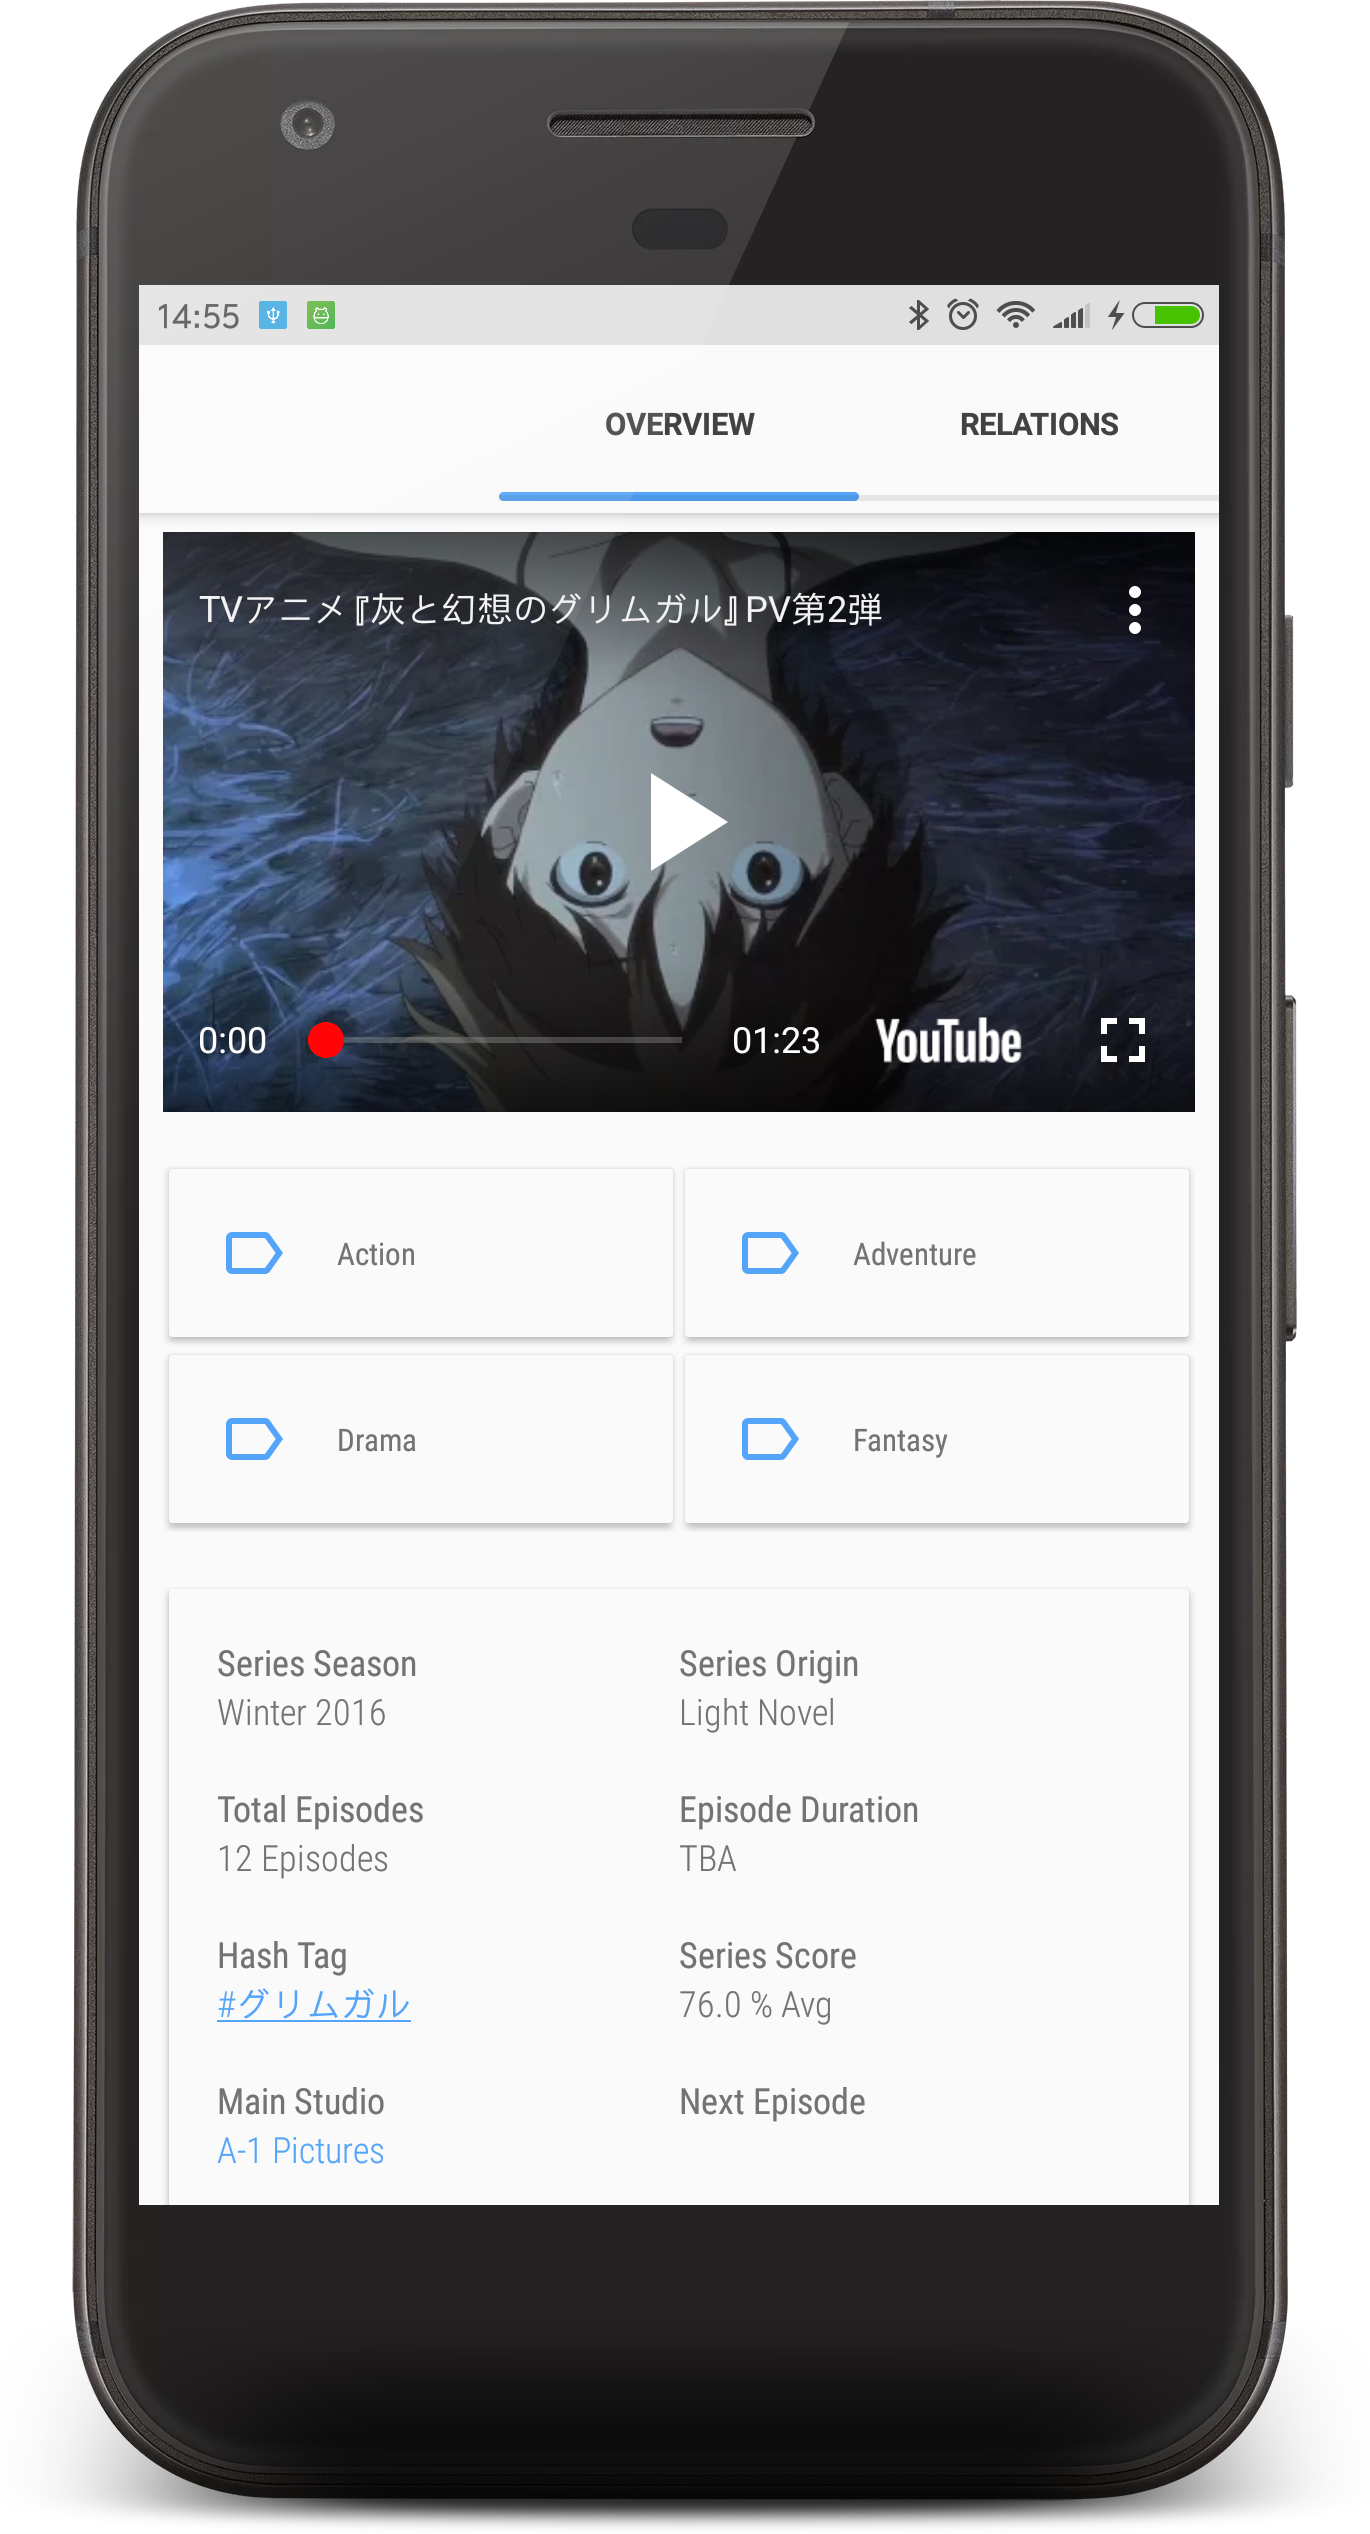 14:55
OVERVIEW RELATIONS
TVアニメ『灰と幻想のグリムガル』PV第2弾
0:00 01:23 YouTube
Action Adventure
Drama Fantasy
Series Season Series Origin
Winter 2016 Light Novel
Total Episodes Episode Duration
12 Episodes TBA
Hash Tag Series Score
#グリムガル 76.0 % Avg
Main Studio Next Episode
A-1 Pictures